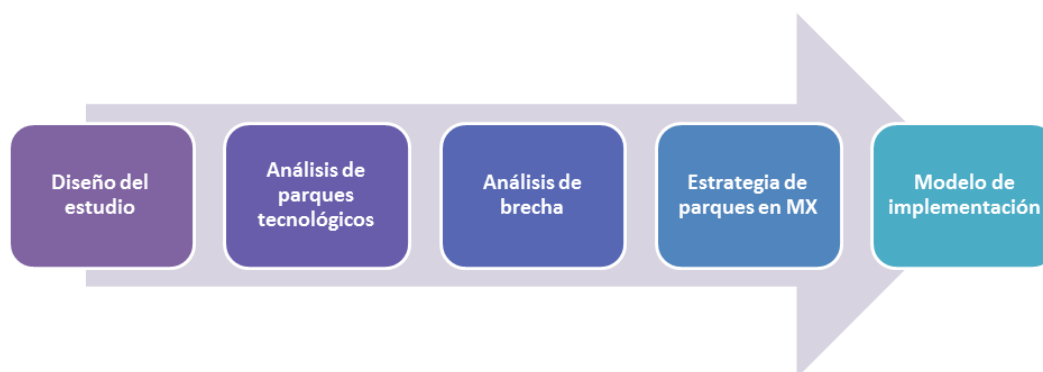 Diseño del
estudio
Análisis de
parques
tecnológicos
Análisis de
brecha
Estrategia de
parques en MX
Modelo de
implementación